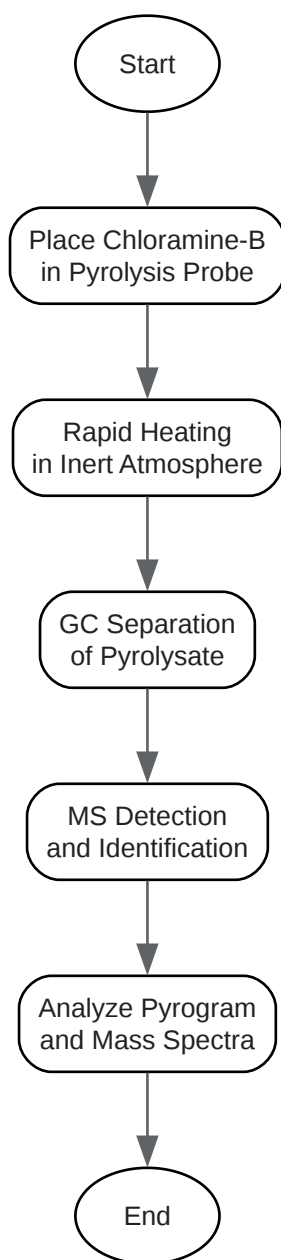 Start
Place Chloramine-B
in Pyrolysis Probe
Rapid Heating
in Inert Atmosphere
GC Separation
of Pyrolysate
MS Detection
and Identification
Analyze Pyrogram
and Mass Spectra
End